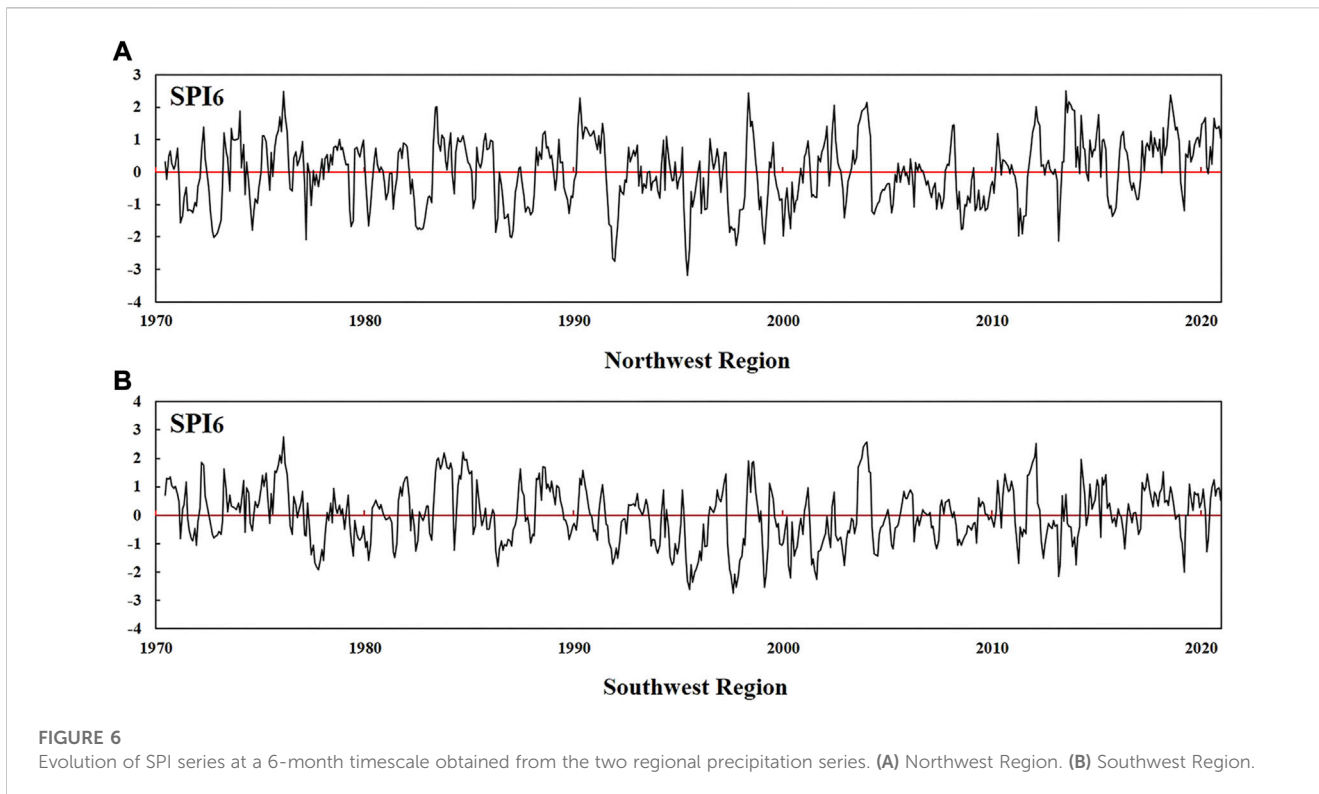 A
SPI6
3
2
1
0
-1
-2
-3
-4
1970 1980 1990 2000 2010 2020
Northwest Region
B
SPI6
4
3
2
1
0
-1
-2
-3
-4
1970 1980 1990 2000 2010 2020
Southwest Region
FIGURE 6
Evolution of SPI series at a 6-month timescale obtained from the two regional precipitation series. (A) Northwest Region. (B) Southwest Region.